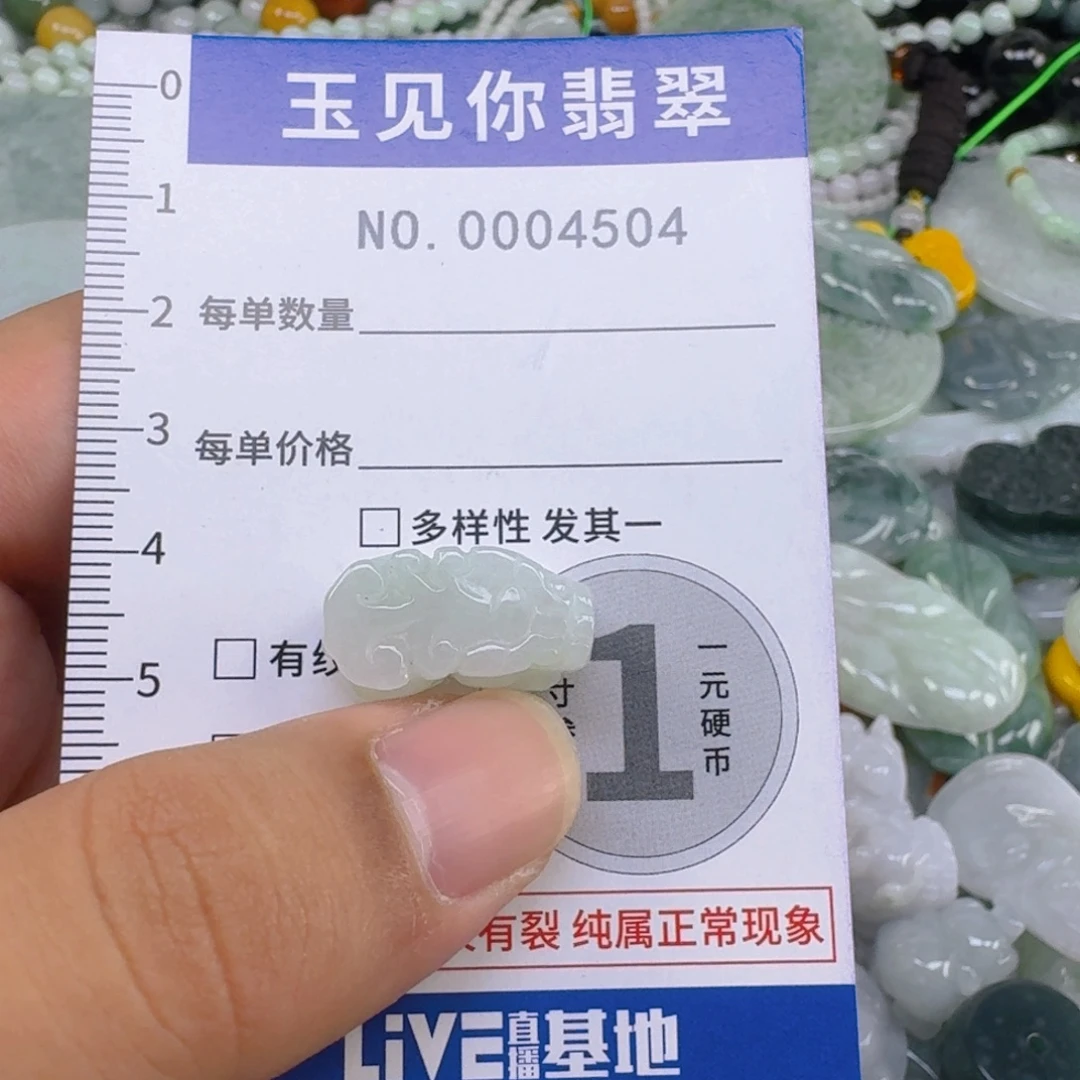 玉见你翡翠
0
1
2
3
4
5
NO. 0004504
每单数量
每单价格
□ 多样性 发其一
□ 有纹
寸
1
一元硬币
有裂 纯属正常现象
LiVE直播基地